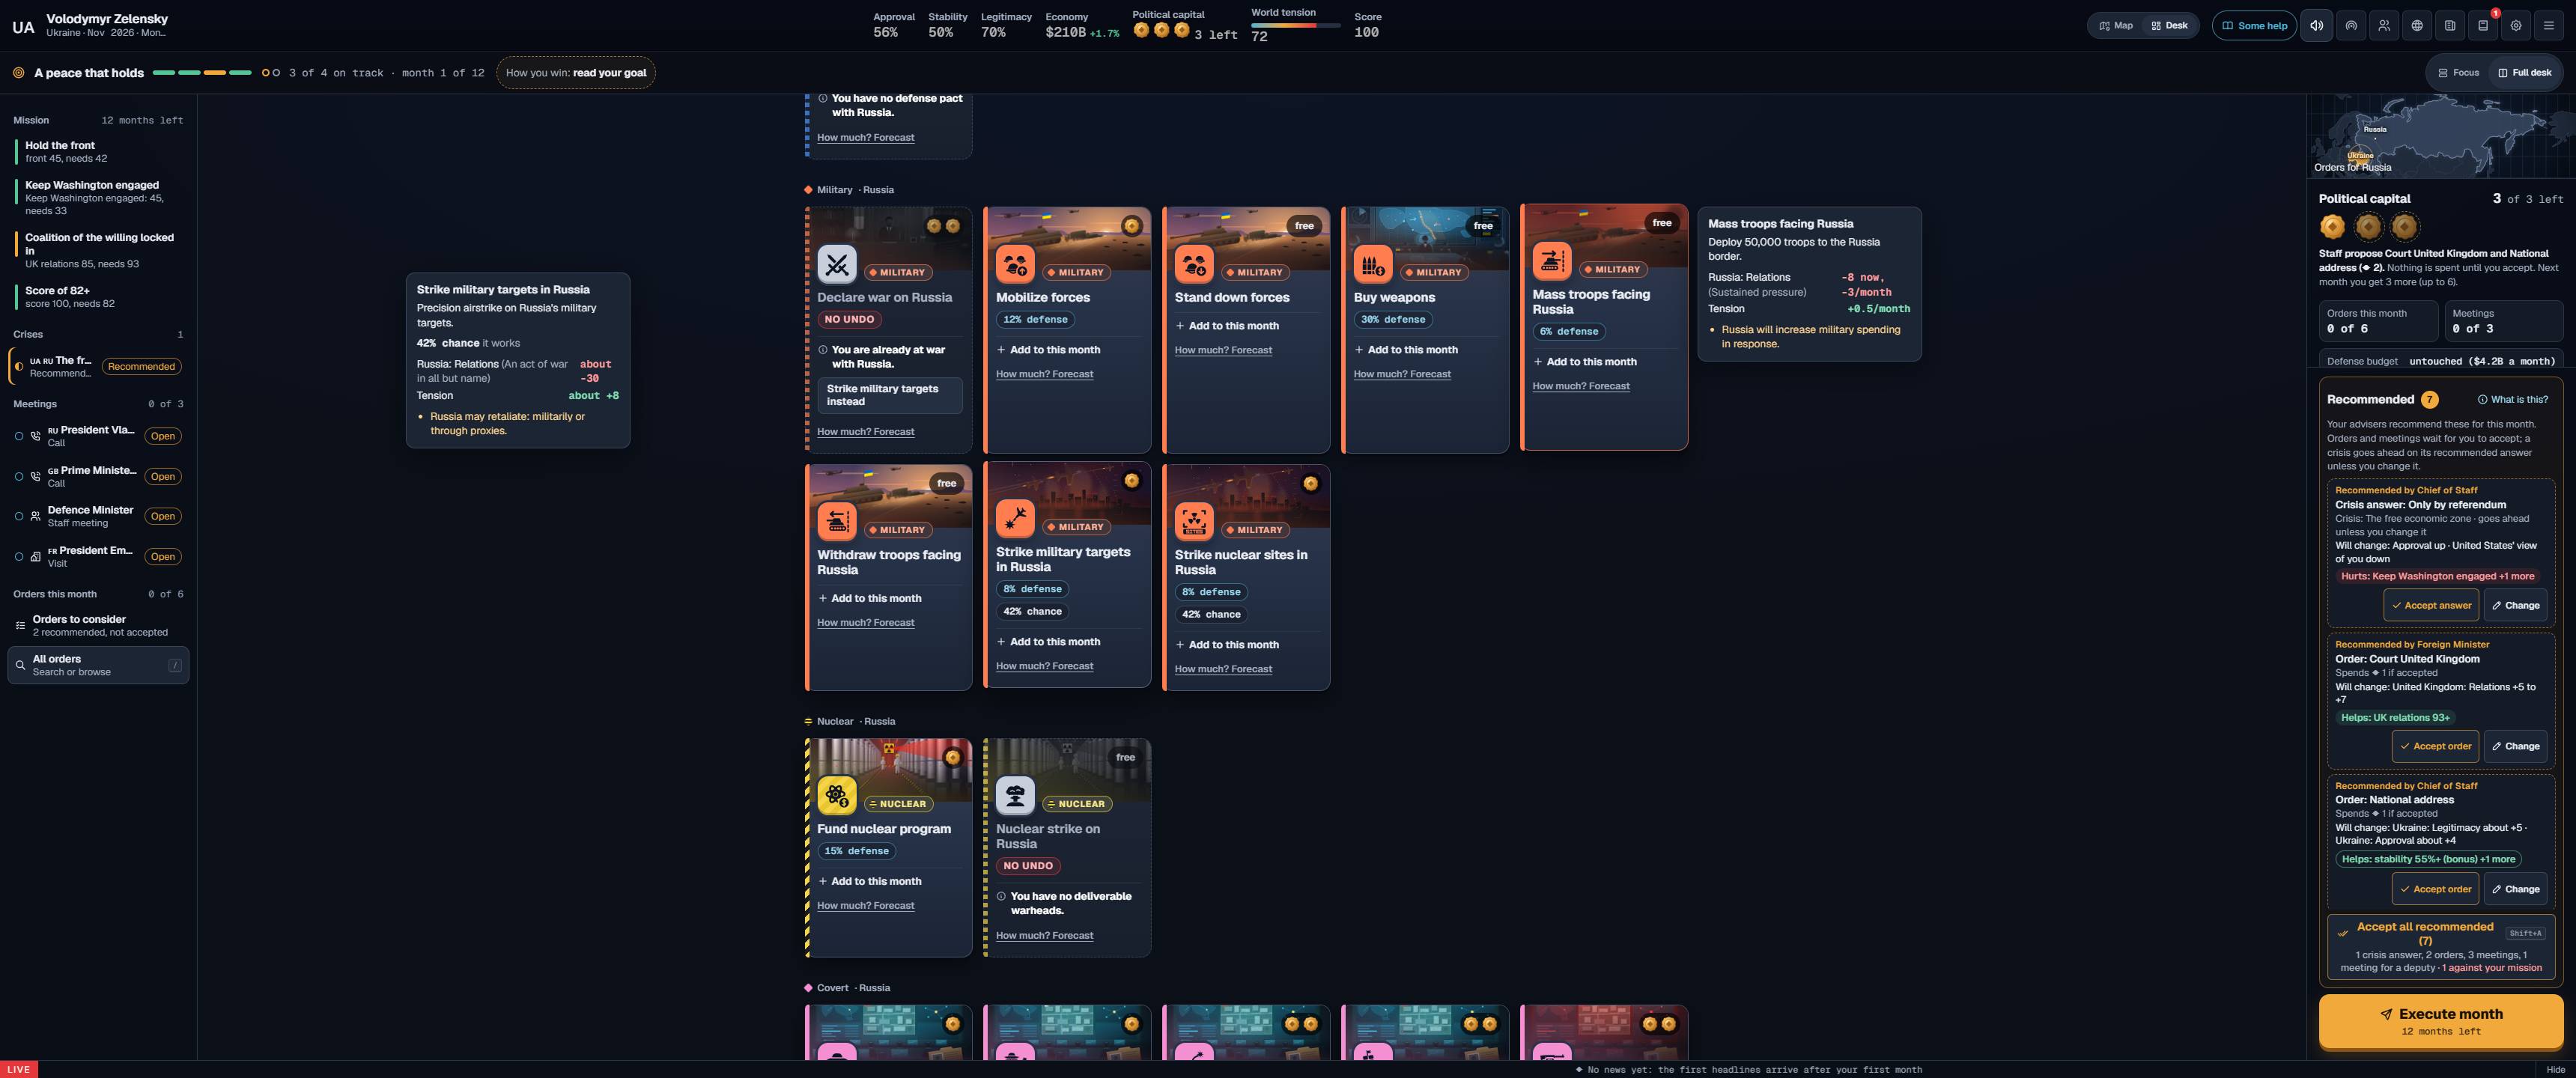 UA
Volodymyr Zelensky
Ukraine · Nov 2026 · Mon...
Approval
56%
Stability
50%
Legitimacy
70%
Economy
$210B +1.7%
Political capital
3 left
World tension
72
Score
100
Map
Desk
Some help
1
A peace that holds
3 of 4 on track · month 1 of 12
How you win: read your goal
Focus
Full desk
Mission
12 months left
Hold the front
front 45, needs 42
Keep Washington engaged
Keep Washington engaged: 45,
needs 33
Coalition of the willing locked
in
UK relations 85, needs 93
Score of 82+
score 100, needs 82
Crises
1
UA RU The fr...
Recommend...
Recommended
Meetings
0 of 3
RU President Vla...
Call
Open
GB Prime Ministe...
Call
Open
Defence Minister
Staff meeting
Open
FR President Em...
Visit
Open
Orders this month
0 of 6
Orders to consider
2 recommended, not accepted
All orders
Search or browse
/
Strike military targets in Russia
Precision airstrike on Russia's military
targets.
42% chance it works
Russia: Relations (An act of war
in all but name)
about
-30
Tension
about +8
Russia may retaliate: militarily or
through proxies.
You have no defense pact
with Russia.
How much? Forecast
Military · Russia
MILITARY
Declare war on Russia
NO UNDO
You are already at war
with Russia.
Strike military targets
instead
How much? Forecast
MILITARY
Mobilize forces
12% defense
+ Add to this month
How much? Forecast
free
MILITARY
Stand down forces
+ Add to this month
How much? Forecast
free
MILITARY
Buy weapons
30% defense
+ Add to this month
How much? Forecast
free
MILITARY
Mass troops facing
Russia
6% defense
+ Add to this month
How much? Forecast
Mass troops facing Russia
Deploy 50,000 troops to the Russia
border.
Russia: Relations
(Sustained pressure)
-8 now,
-3/month
Tension
+0.5/month
Russia will increase military spending
in response.
free
MILITARY
Withdraw troops facing
Russia
+ Add to this month
How much? Forecast
MILITARY
Strike military targets
in Russia
8% defense
42% chance
+ Add to this month
How much? Forecast
MILITARY
Strike nuclear sites in
Russia
8% defense
42% chance
+ Add to this month
How much? Forecast
Nuclear · Russia
NUCLEAR
Fund nuclear program
15% defense
+ Add to this month
How much? Forecast
free
NUCLEAR
Nuclear strike on
Russia
NO UNDO
You have no deliverable
warheads.
How much? Forecast
Covert · Russia
Russia
Ukraine
Orders for Russia
Political capital
3 of 3 left
Staff propose Court United Kingdom and National
address (◆ 2). Nothing is spent until you accept. Next
month you get 3 more (up to 6).
Orders this month
0 of 6
Meetings
0 of 3
Defense budget untouched ($4.2B a month)
Recommended 7
What is this?
Your advisers recommend these for this month.
Orders and meetings wait for you to accept; a
crisis goes ahead on its recommended answer
unless you change it.
Recommended by Chief of Staff
Crisis answer: Only by referendum
Crisis: The free economic zone · goes ahead
unless you change it
Will change: Approval up · United States' view
of you down
Hurts: Keep Washington engaged +1 more
Accept answer
Change
Recommended by Foreign Minister
Order: Court United Kingdom
Spends ◆ 1 if accepted
Will change: United Kingdom: Relations +5 to
+7
Helps: UK relations 93+
Accept order
Change
Recommended by Chief of Staff
Order: National address
Spends ◆ 1 if accepted
Will change: Ukraine: Legitimacy about +5 ·
Ukraine: Approval about +4
Helps: stability 55%+ (bonus) +1 more
Accept order
Change
Accept all recommended
(7)
Shift+A
1 crisis answer, 2 orders, 3 meetings, 1
meeting for a deputy · 1 against your mission
Execute month
12 months left
LIVE
◆ No news yet: the first headlines arrive after your first month
Hide